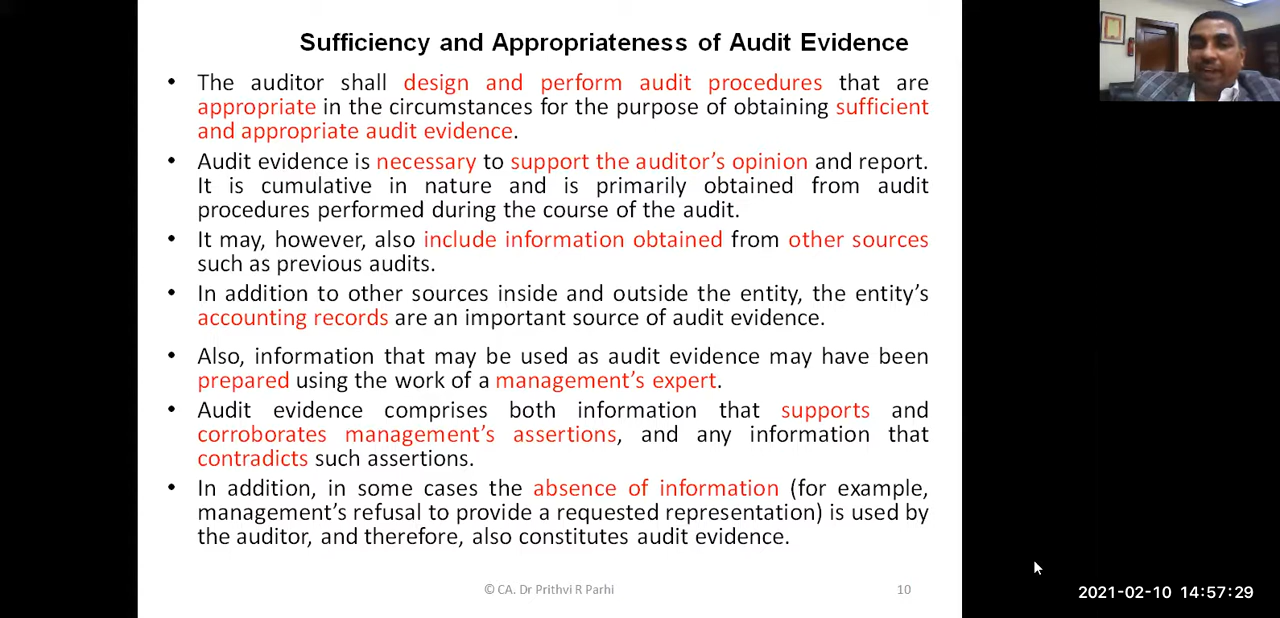 Sufficiency and Appropriateness of Audit Evidence
• The auditor shall design and perform audit procedures that are
appropriate in the circumstances for the purpose of obtaining sufficient
and appropriate audit evidence.
• Audit evidence is necessary to support the auditor's opinion and report.
It is cumulative in nature and is primarily obtained from audit
procedures performed during the course of the audit.
• It may, however, also include information obtained from other sources
such as previous audits.
• In addition to other sources inside and outside the entity, the entity's
accounting records are an important source of audit evidence.
• Also, information that may be used as audit evidence may have been
prepared using the work of a management's expert.
• Audit evidence comprises both information that supports and
corroborates management's assertions, and any information that
contradicts such assertions.
• In addition, in some cases the absence of information (for example,
management's refusal to provide a requested representation) is used by
the auditor, and therefore, also constitutes audit evidence.
© CA. Dr Prithvi R Parhi
10
2021-02-10 14:57:29